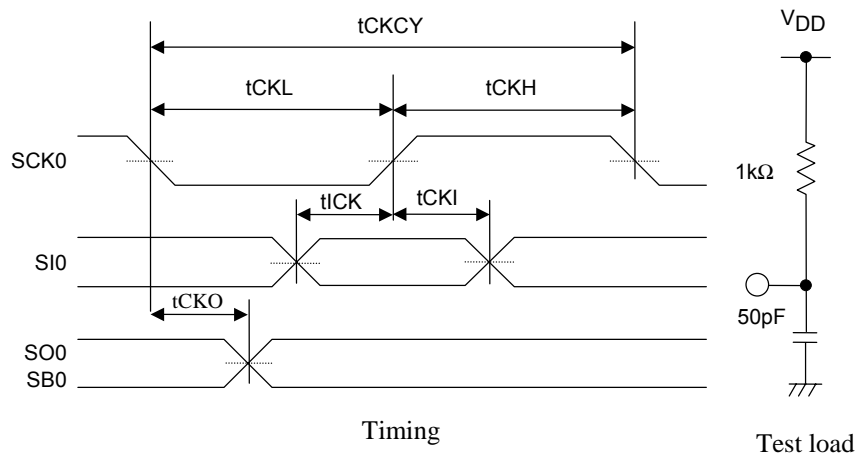 tCKCY
VDD
tCKL
tCKH
SCK0
1kΩ
tICK
tCKI
SI0
tCKO
50pF
SO0
SB0
Timing
Test load